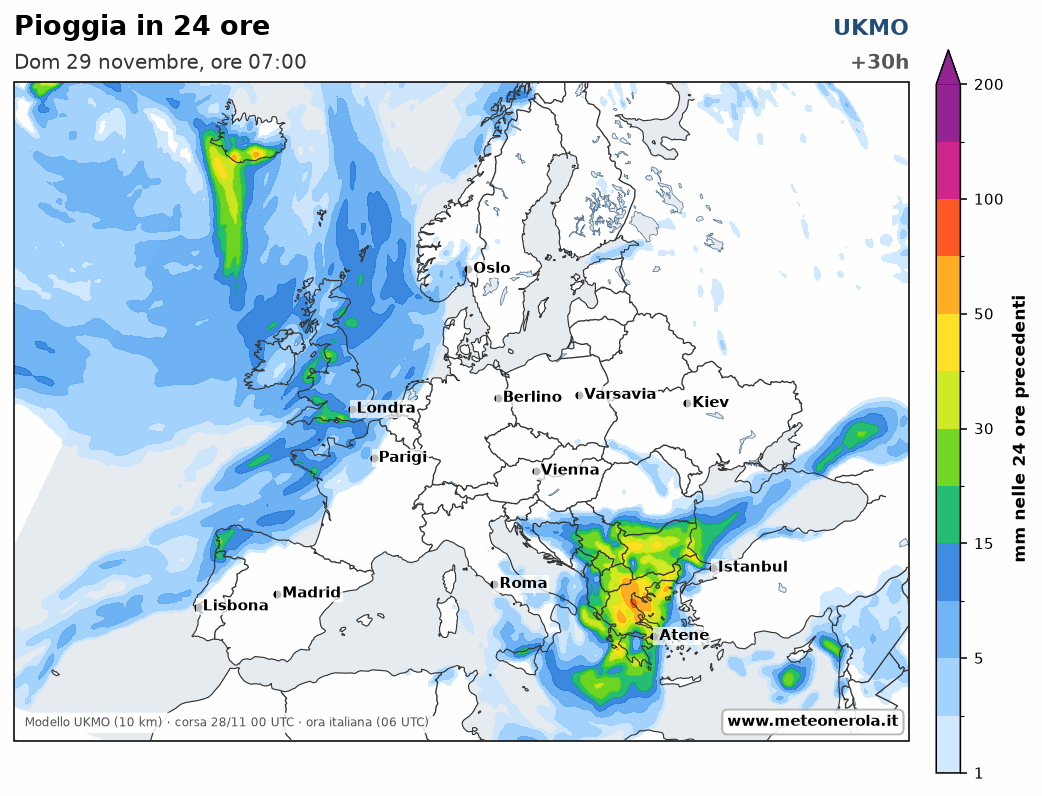 Pioggia in 24 ore
UKMO
Dom 29 novembre, ore 07:00
+30h
200
100
50
30
15
5
1
mm nelle 24 ore precedenti
Oslo
Londra
Berlino
Varsavia
Kiev
Parigi
Vienna
Roma
Istanbul
Madrid
Lisbona
Atene
Modello UKMO (10 km) · corsa 28/11 00 UTC · ora italiana (06 UTC)
www.meteonerola.it